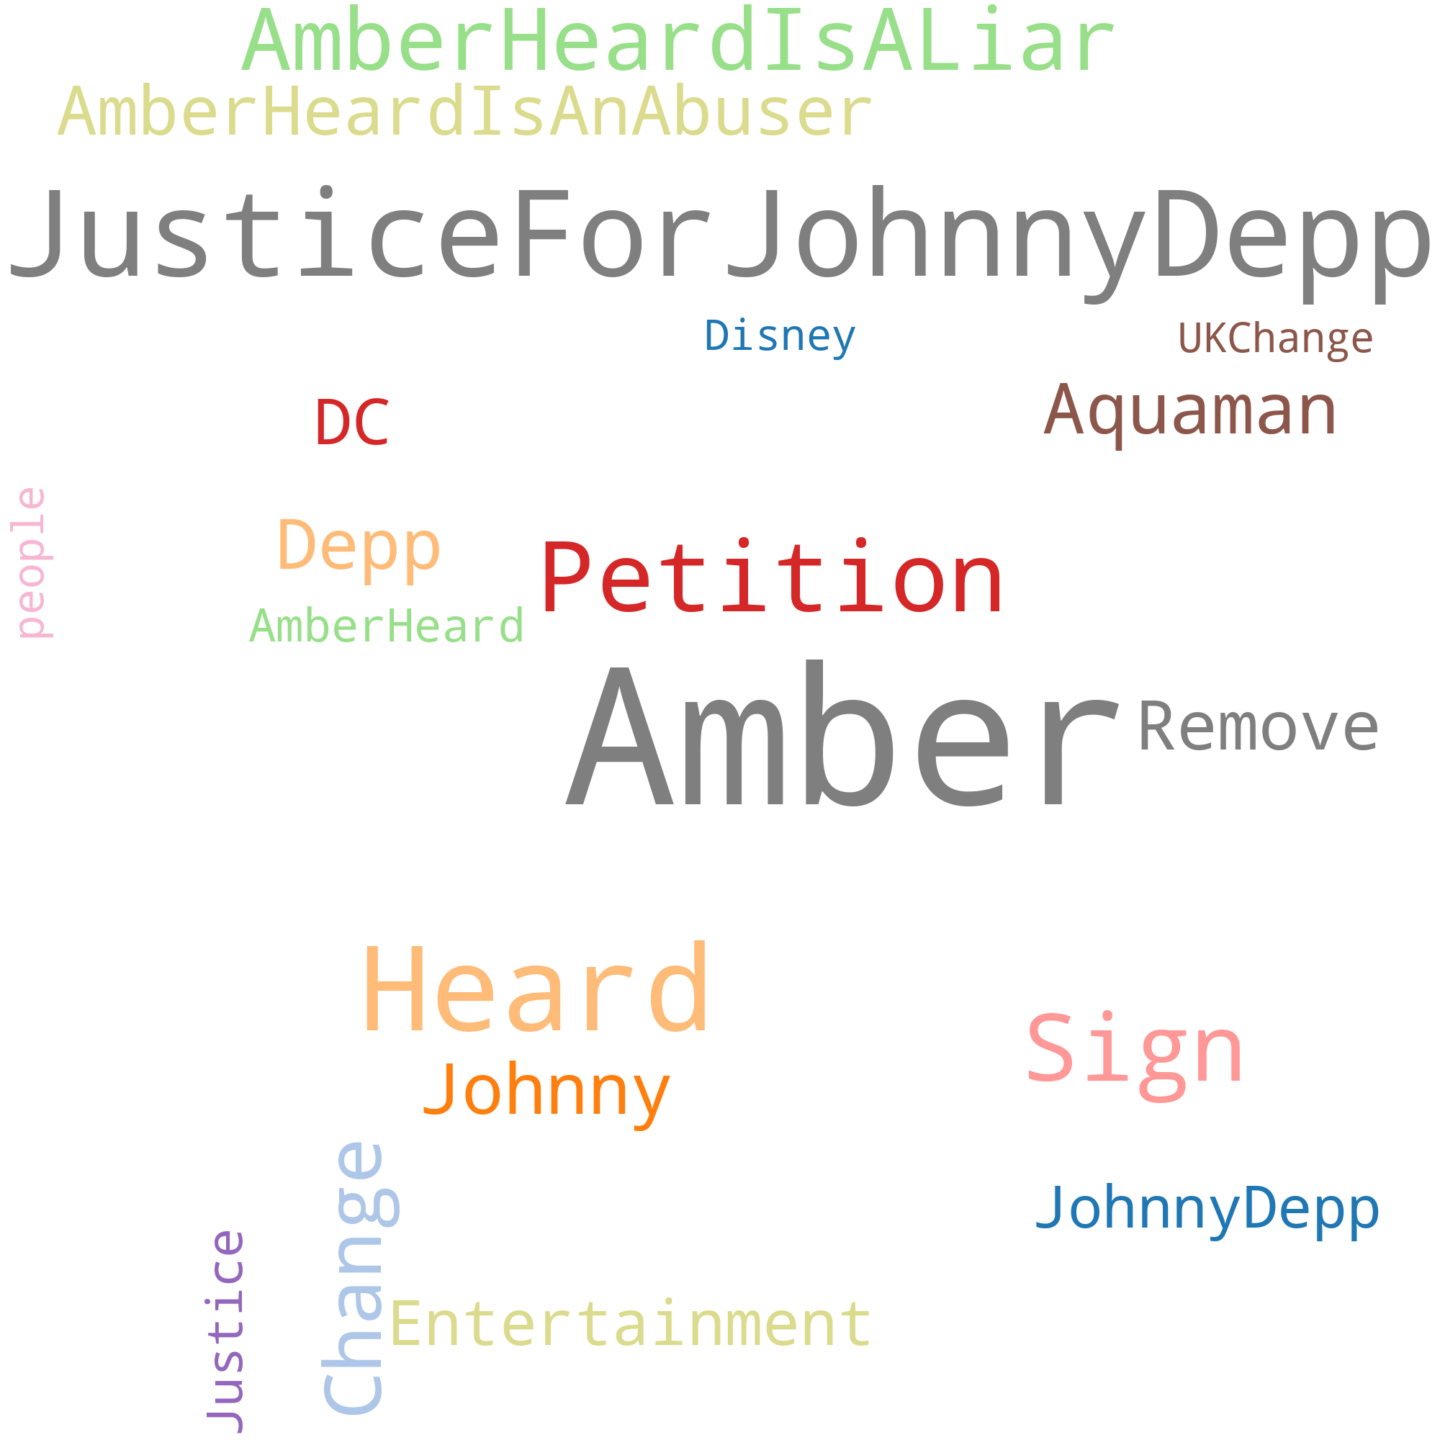 AmberHeardIsALiar
AmberHeardIsAnAbuser
JusticeForJohnnyDepp
Disney
UKChange
DC
Aquaman
people
Depp
Petition
AmberHeard
Amber
Remove
Heard
Sign
Johnny
Change
JohnnyDepp
Justice
Entertainment